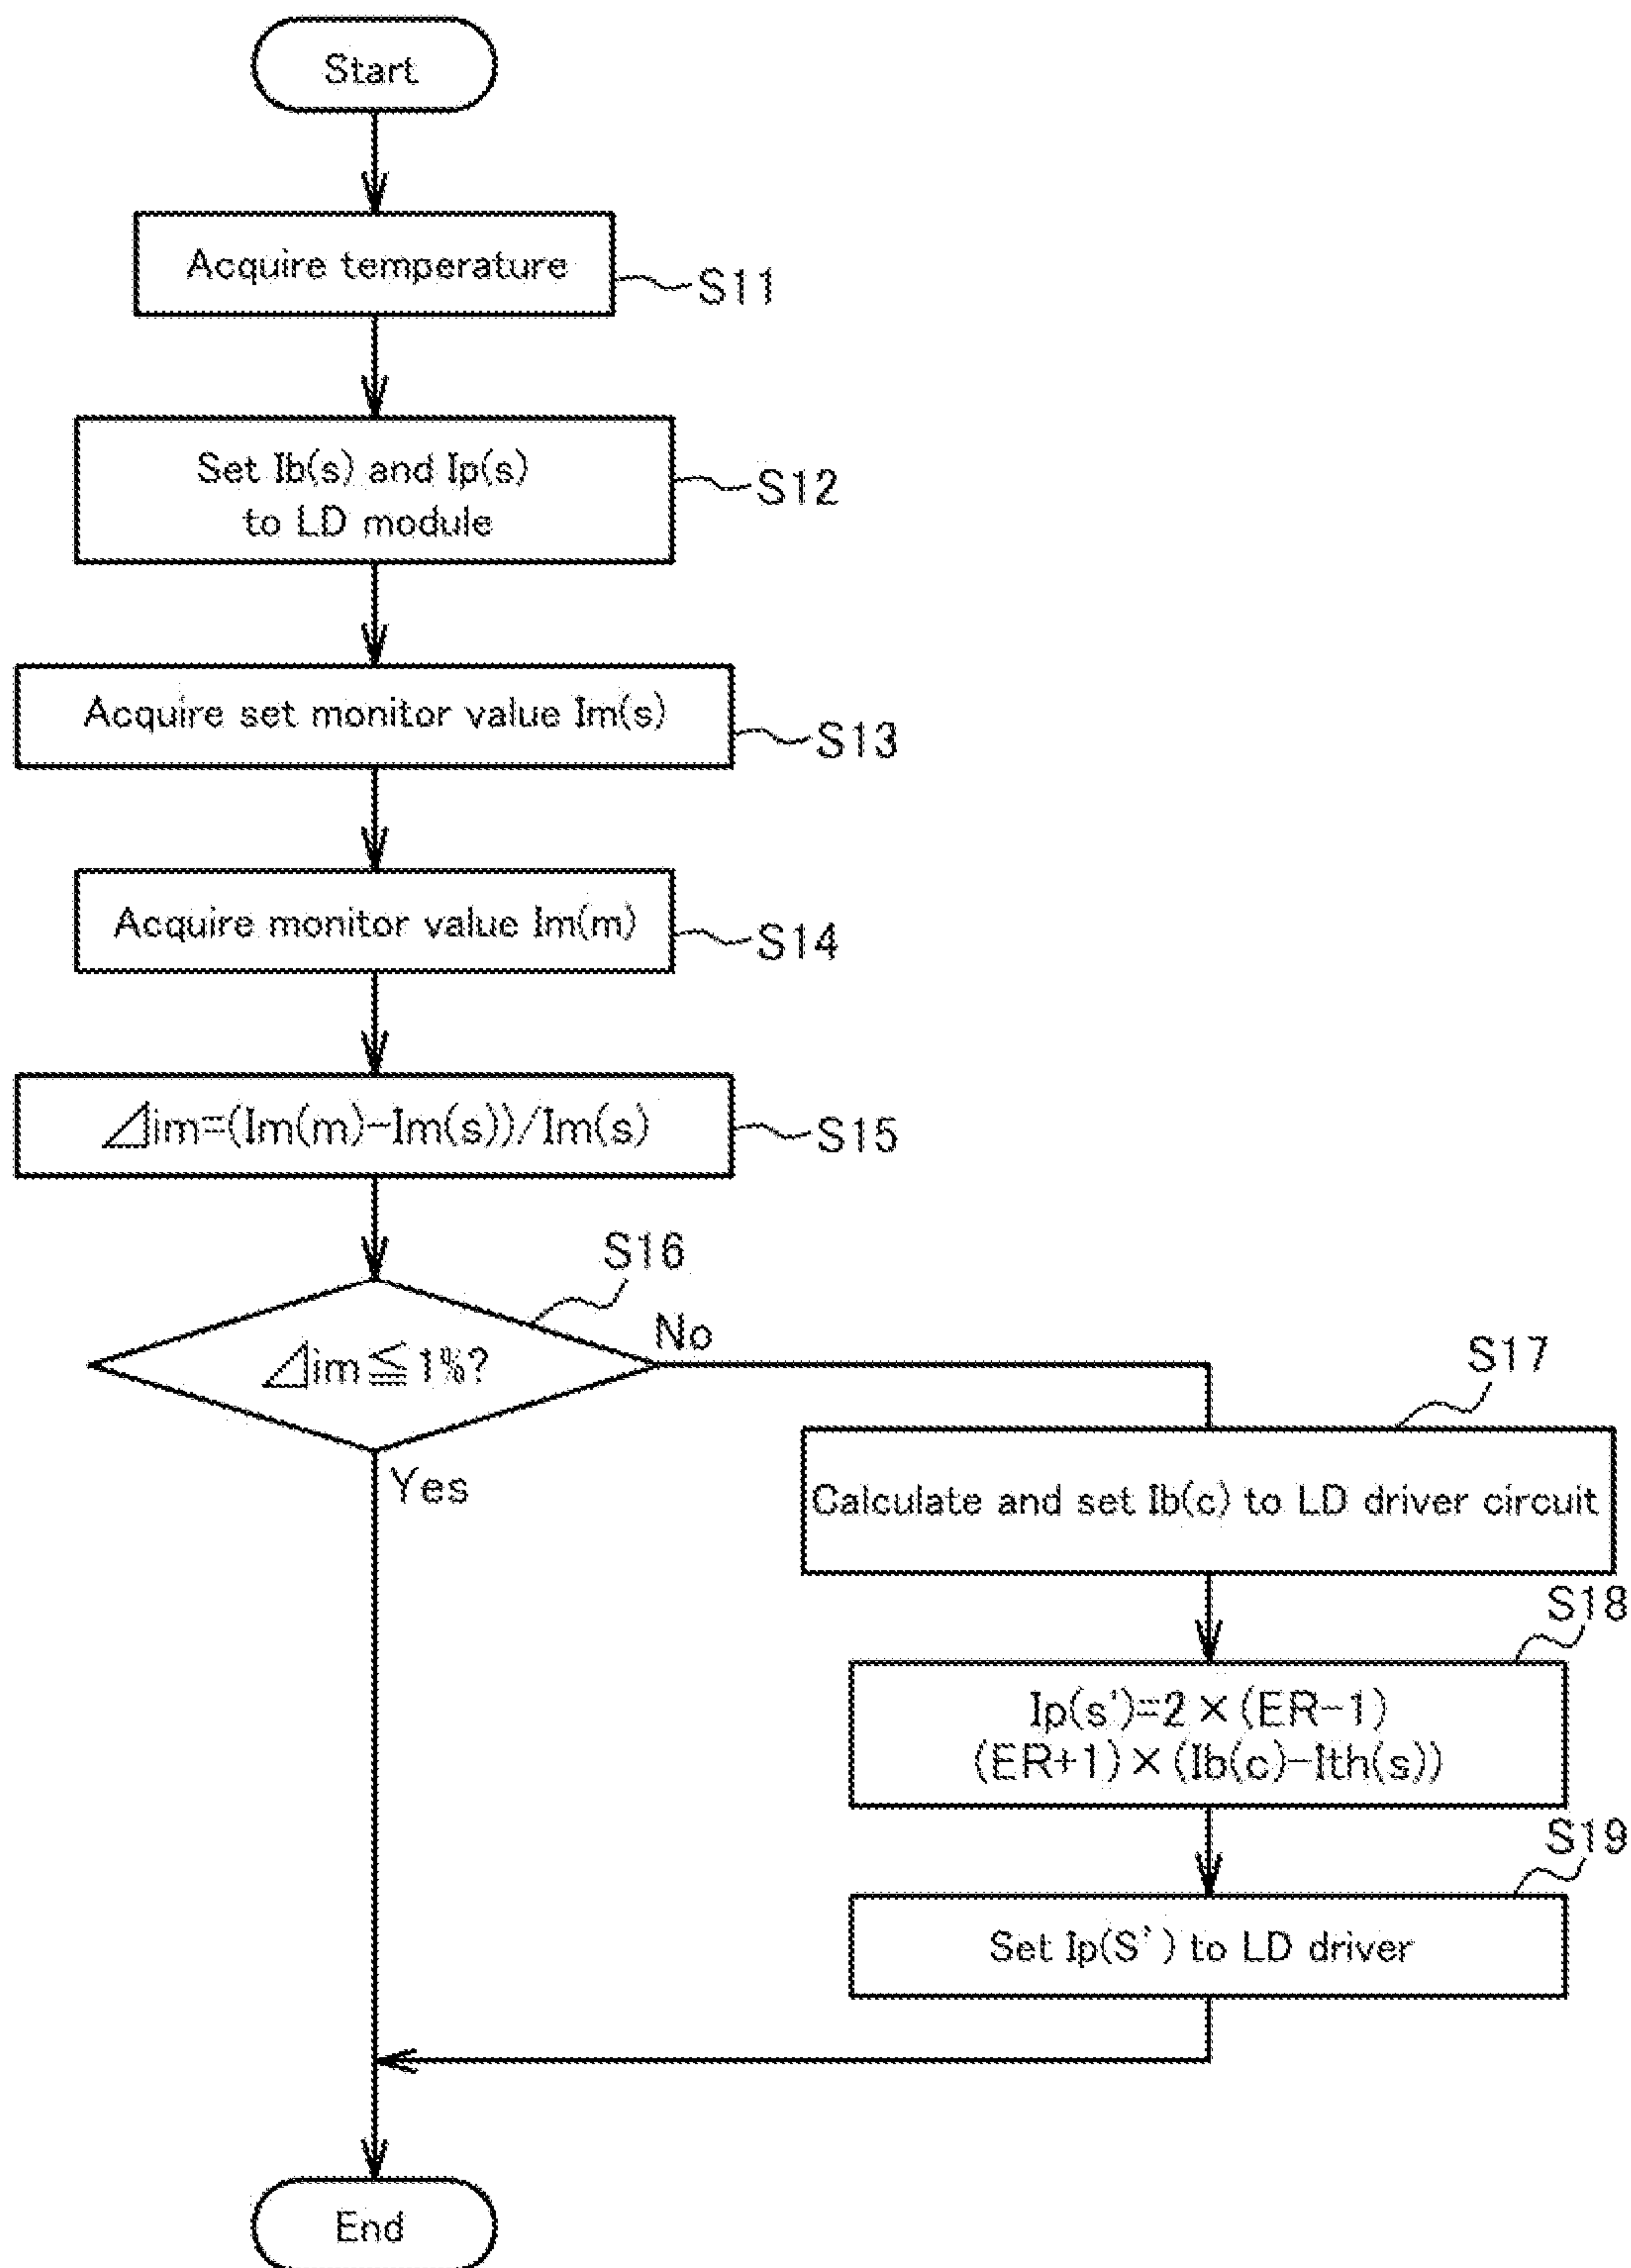 Start
Acquire temperature
S11
Set Ib(s) and Ip(s)
to LD module
S12
Acquire set monitor value Im(s)
S13
Acquire monitor value Im(m)
S14
⊿im=(Im(m)-Im(s))/Im(s)
S15
S16
⊿im≦1%?
No
Yes
S17
Calculate and set Ib(c) to LD driver circuit
S18
Ip(s')=2×(ER-1)
(ER+1)×(Ib(c)-Ith(s))
S19
Set Ip(S') to LD driver
End